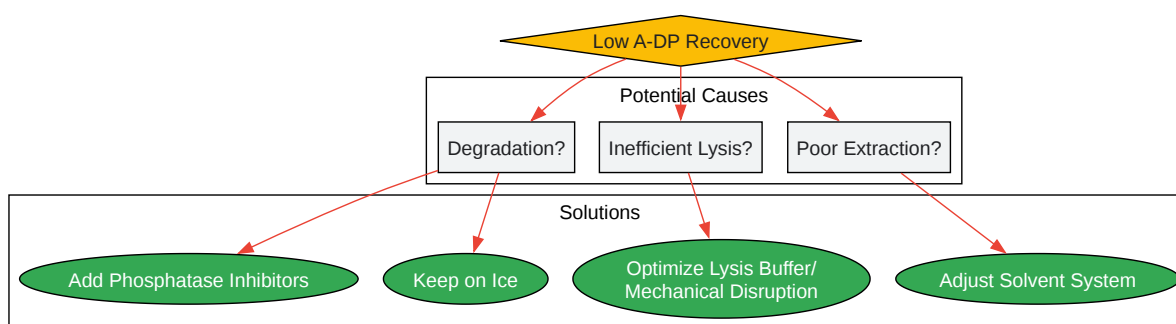 Low A-DP Recovery
Potential Causes
Degradation?
Inefficient Lysis?
Poor Extraction?
Solutions
Add Phosphatase Inhibitors
Keep on Ice
Optimize Lysis Buffer/
Mechanical Disruption
Adjust Solvent System